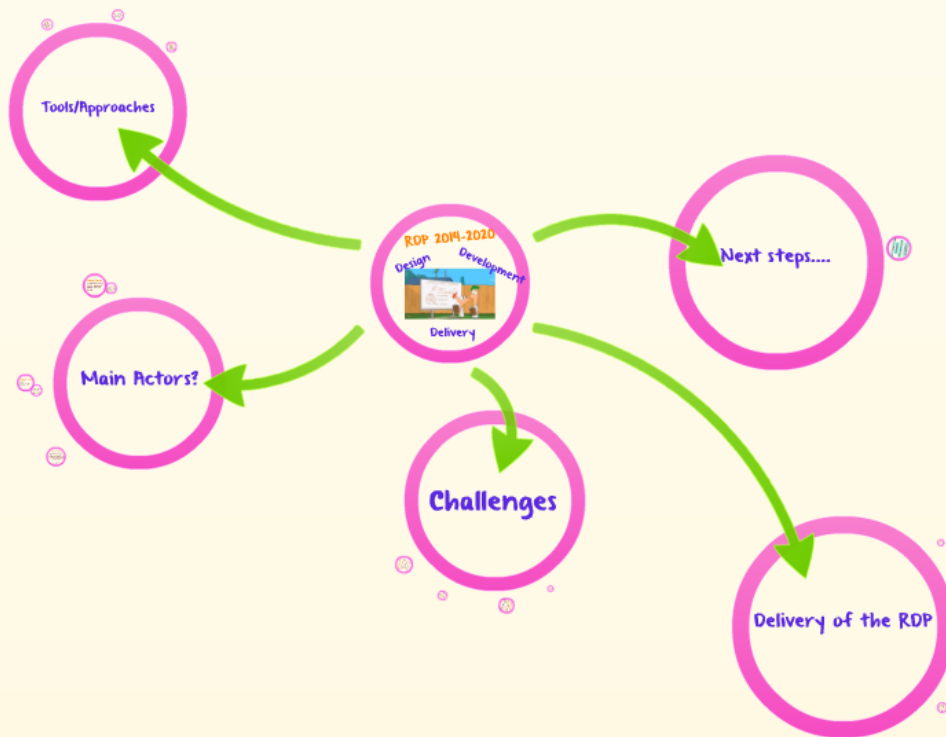 Tools/Approaches
RDP 2014-2020
Design
Development
Delivery
Next steps....
Main Actors?
Challenges
Delivery of the RDP